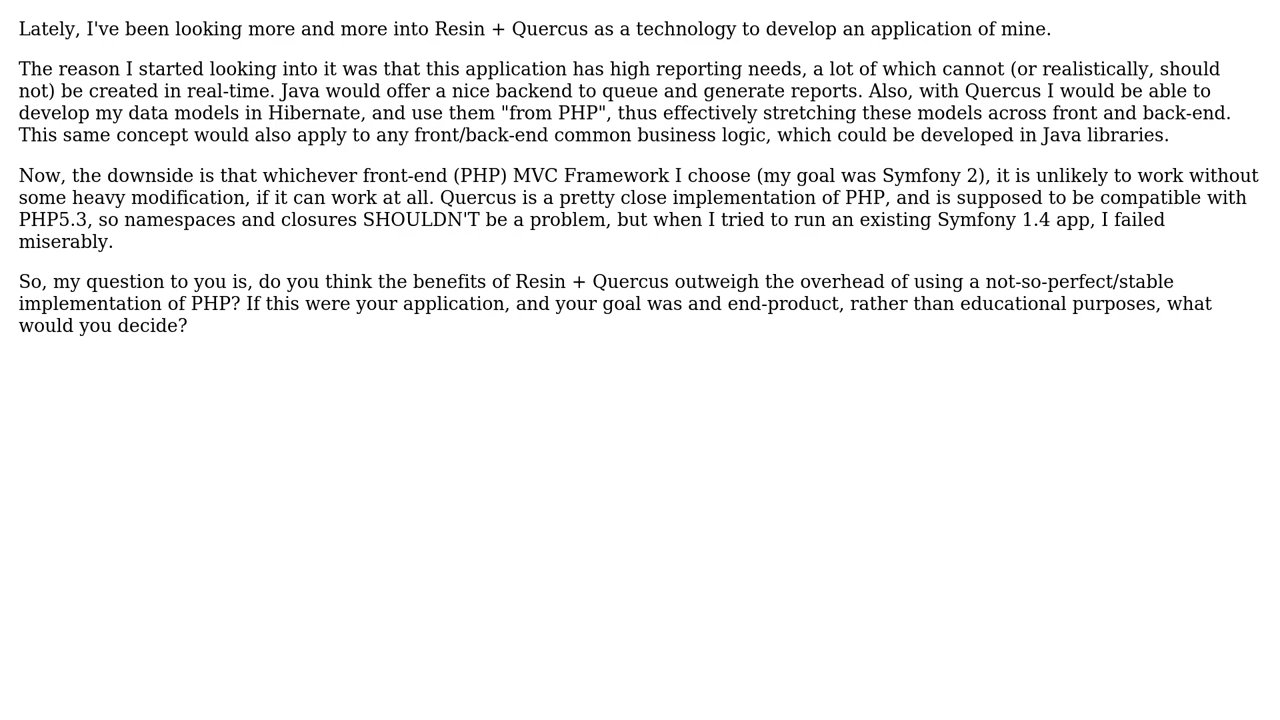 Lately, I've been looking more and more into Resin + Quercus as a technology to develop an application of mine.
The reason I started looking into it was that this application has high reporting needs, a lot of which cannot (or realistically, should
not) be created in real-time. Java would offer a nice backend to queue and generate reports. Also, with Quercus I would be able to
develop my data models in Hibernate, and use them "from PHP", thus effectively stretching these models across front and back-end.
This same concept would also apply to any front/back-end common business logic, which could be developed in Java libraries.
Now, the downside is that whichever front-end (PHP) MVC Framework I choose (my goal was Symfony 2), it is unlikely to work without
some heavy modification, if it can work at all. Quercus is a pretty close implementation of PHP, and is supposed to be compatible with
PHP5.3, so namespaces and closures SHOULDN'T be a problem, but when I tried to run an existing Symfony 1.4 app, I failed
miserably.
So, my question to you is, do you think the benefits of Resin + Quercus outweigh the overhead of using a not-so-perfect/stable
implementation of PHP? If this were your application, and your goal was and end-product, rather than educational purposes, what
would you decide?